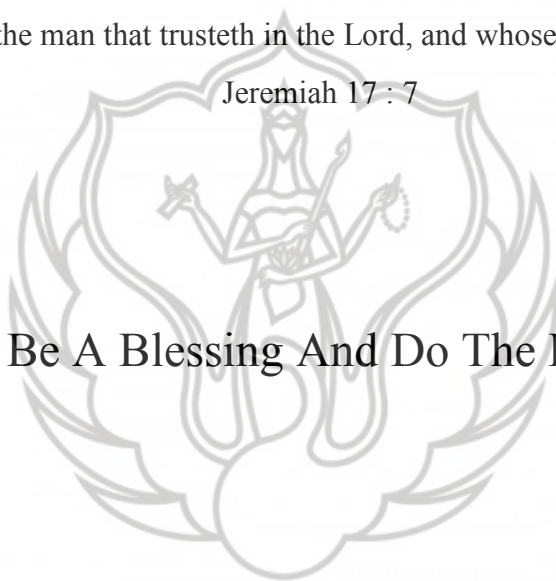 the man that trusteth in the Lord, and whose
Jeremiah 17 : 7
Be A Blessing And Do The